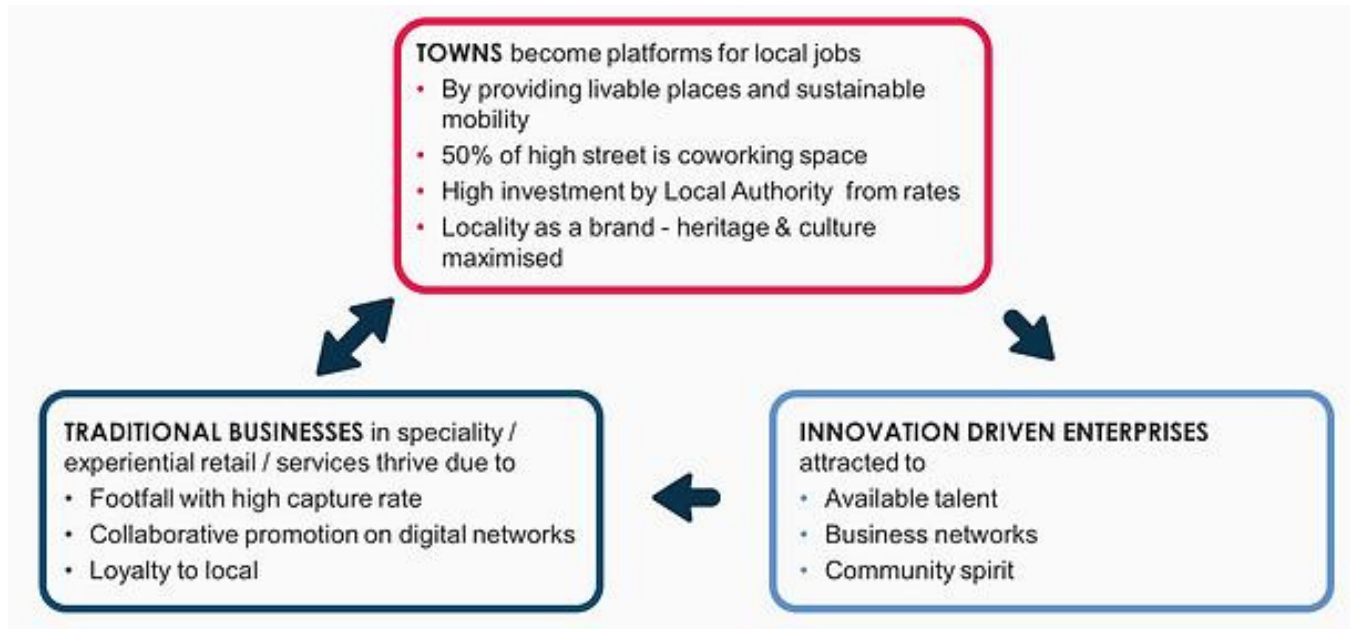 TOWNS become platforms for local jobs
• By providing livable places and sustainable
mobility
• 50% of high street is coworking space
• High investment by Local Authority from rates
• Locality as a brand - heritage & culture
maximised
TRADITIONAL BUSINESSES in speciality /
experiential retail / services thrive due to
• Footfall with high capture rate
• Collaborative promotion on digital networks
• Loyalty to local
INNOVATION DRIVEN ENTERPRISES
attracted to
• Available talent
• Business networks
• Community spirit